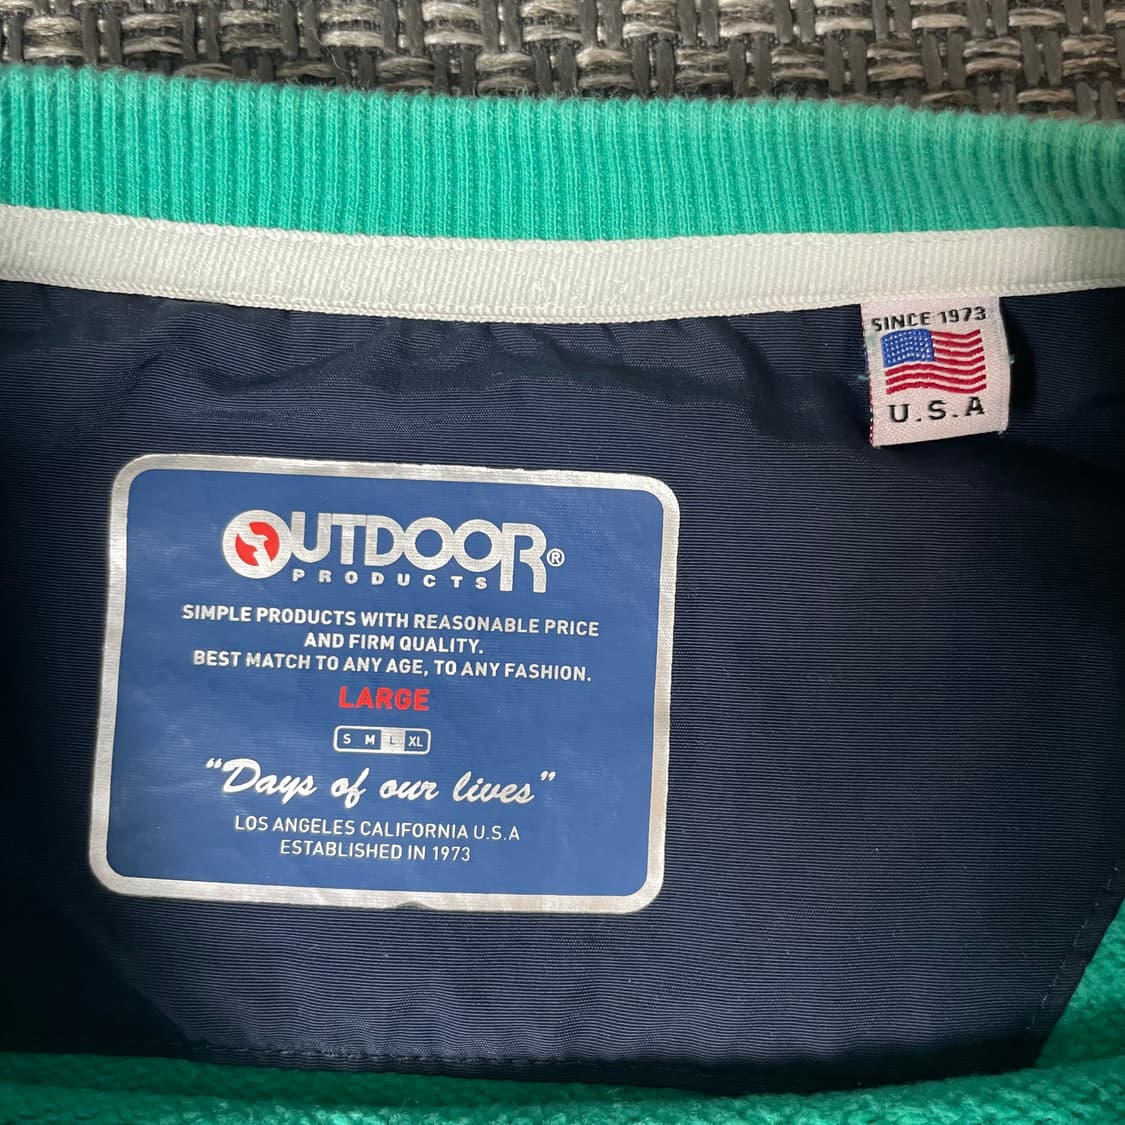 SINCE 1973
U.S.A
OUTDOOR®
PRODUCTS
SIMPLE PRODUCTS WITH REASONABLE PRICE
AND FIRM QUALITY.
BEST MATCH TO ANY AGE, TO ANY FASHION.
LARGE
S M L XL
“Days of our lives”
LOS ANGELES CALIFORNIA U.S.A
ESTABLISHED IN 1973